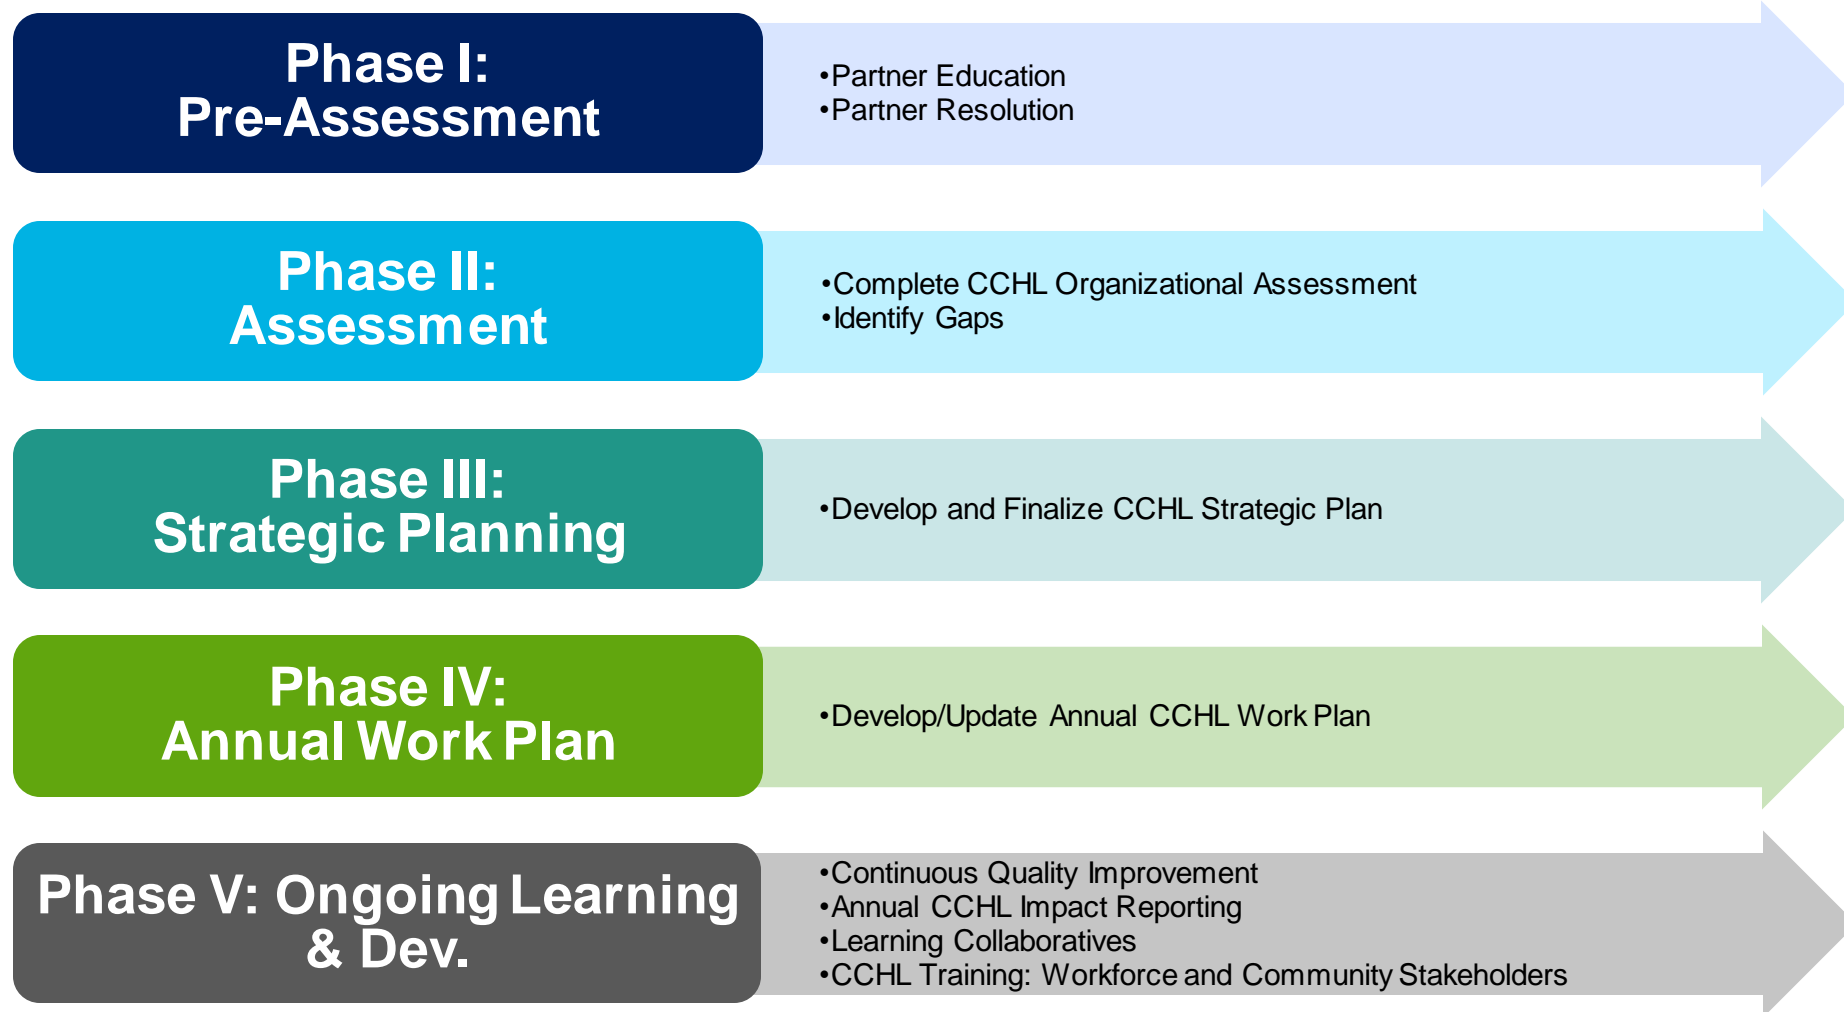 Phase I:
Pre-Assessment
•Partner Education
•Partner Resolution
Phase II:
Assessment
•Complete CCHL Organizational Assessment
•Identify Gaps
Phase III:
Strategic Planning
•Develop and Finalize CCHL Strategic Plan
Phase IV:
Annual Work Plan
•Develop/Update Annual CCHL Work Plan
Phase V: Ongoing Learning
& Dev.
•Continuous Quality Improvement
•Annual CCHL Impact Reporting
•Learning Collaboratives
•CCHL Training: Workforce and Community Stakeholders